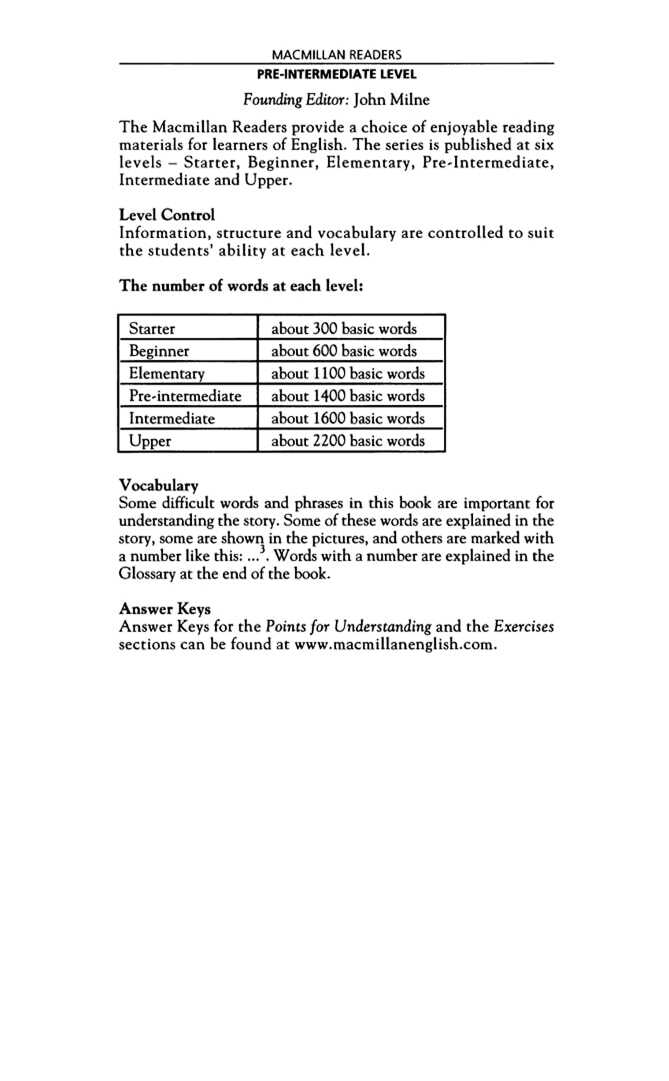 MACMILLAN READERS
PRE-INTERMEDIATE LEVEL
Founding Editor: John Milne
The Macmillan Readers provide a choice of enjoyable reading
materials for learners of English. The series is published at six
levels – Starter, Beginner, Elementary, Pre-Intermediate,
Intermediate and Upper.
Level Control
Information, structure and vocabulary are controlled to suit
the students' ability at each level.
The number of words at each level:
Starter about 300 basic words
Beginner about 600 basic words
Elementary about 1100 basic words
Pre-intermediate about 1400 basic words
Intermediate about 1600 basic words
Upper about 2200 basic words
Vocabulary
Some difficult words and phrases in this book are important for
understanding the story. Some of these words are explained in the
story, some are shown in the pictures, and others are marked with
a number like this: ...³. Words with a number are explained in the
Glossary at the end of the book.
Answer Keys
Answer Keys for the Points for Understanding and the Exercises
sections can be found at www.macmillanenglish.com.